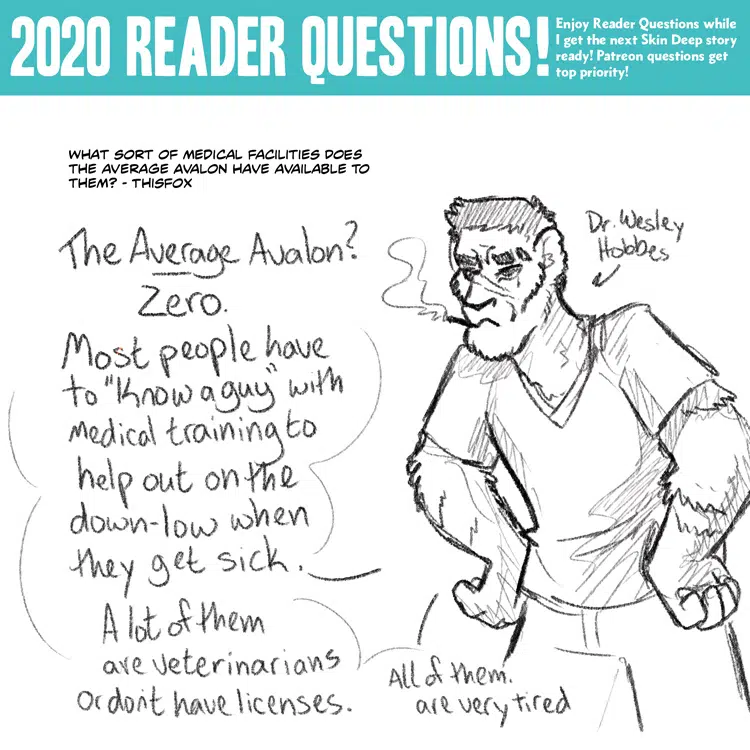 2020 READER QUESTIONS!
Enjoy Reader Questions while
I get the next Skin Deep story
ready! Patreon questions get
top priority!
WHAT SORT OF MEDICAL FACILITIES DOES
THE AVERAGE AVALON HAVE AVAILABLE TO
THEM? - THISFOX
Dr. Wesley
Hobbes
The Average Avalon?
Zero.
Most people have
to "Know a guy" with
medical training to
help out on the
down-low when
they get sick.
A lot of them
are veterinarians
or don't have licenses.
All of them.
are very tired